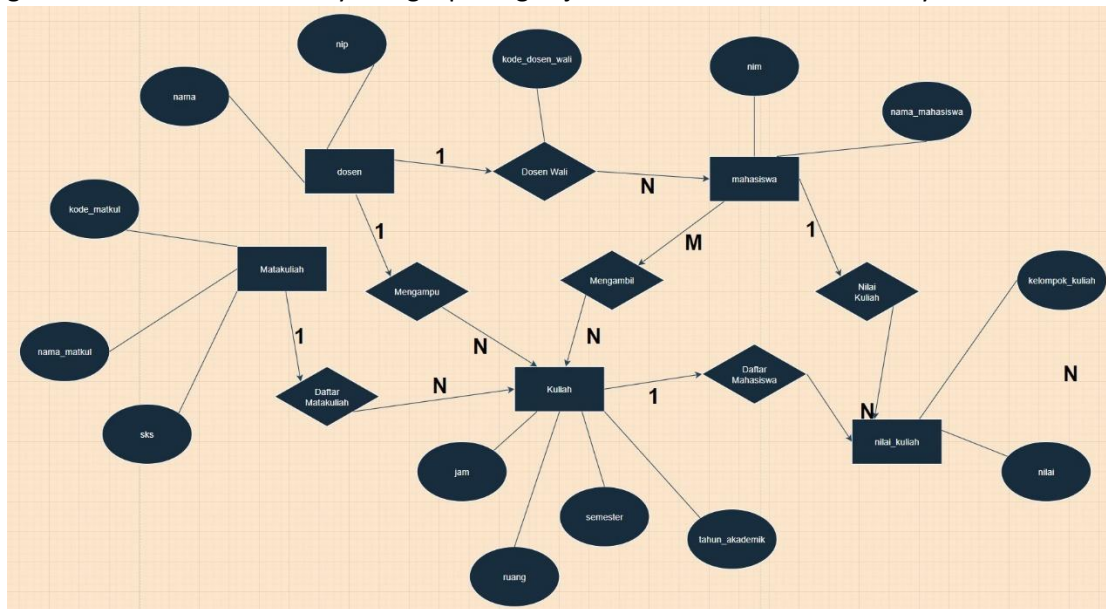 nip
kode_dosen_wali
nim
nama
nama_mahasiswa
dosen
1
Dosen Wali
N
mahasiswa
kode_matkul
1
M
1
Matakuliah
Mengampu
Mengambil
Nilai
Kuliah
kelompok_kuliah
nama_matkul
1
N
N
N
Daftar
Matakuliah
N
Kuliah
1
Daftar
Mahasiswa
N
sks
jam
nilai_kuliah
nilai
semester
tahun_akademik
ruang